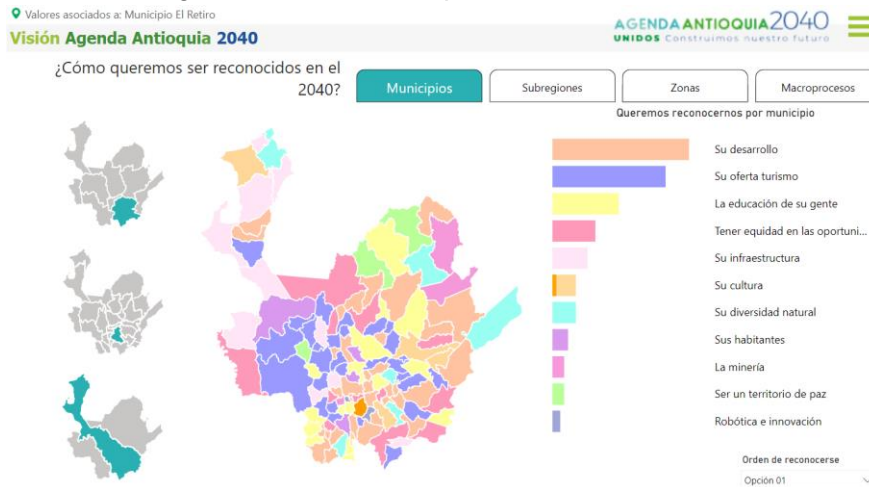 Valores asociados a: Municipio El Retiro
AGENDA ANTIOQUIA 2040
UNIDOS Construimos nuestro futuro
Visión Agenda Antioquia 2040
¿Cómo queremos ser reconocidos en el
2040?
Municipios
Subregiones
Zonas
Macroprocesos
Queremos reconocernos por municipio
Su desarrollo
Su oferta turismo
La educación de su gente
Tener equidad en las oportuni...
Su infraestructura
Su cultura
Su diversidad natural
Sus habitantes
La minería
Ser un territorio de paz
Robótica e innovación
Orden de reconocerse
Opción 01